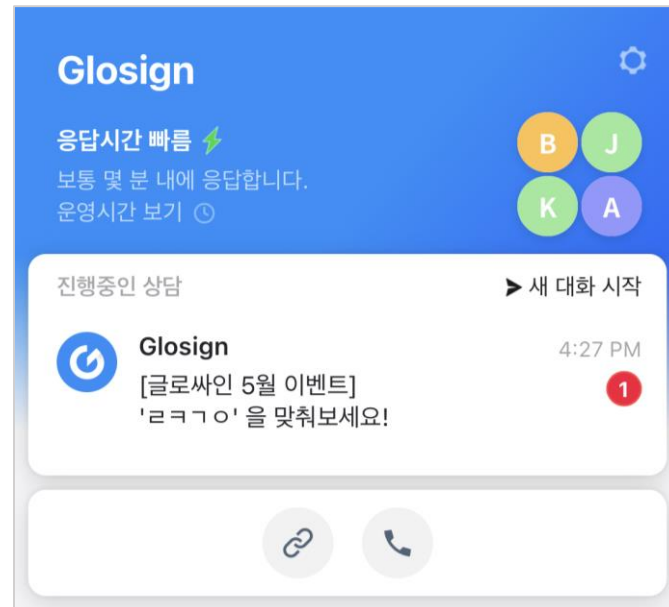 Glosign
응답시간 빠름
보통 몇 분 내에 응답합니다.
운영시간 보기
B J
K A
진행중인 상담
새 대화 시작
Glosign
4:27 PM
[글로싸인 5월 이벤트]
1
'ㄹㅋㄱㅇ' 을 맞춰보세요!